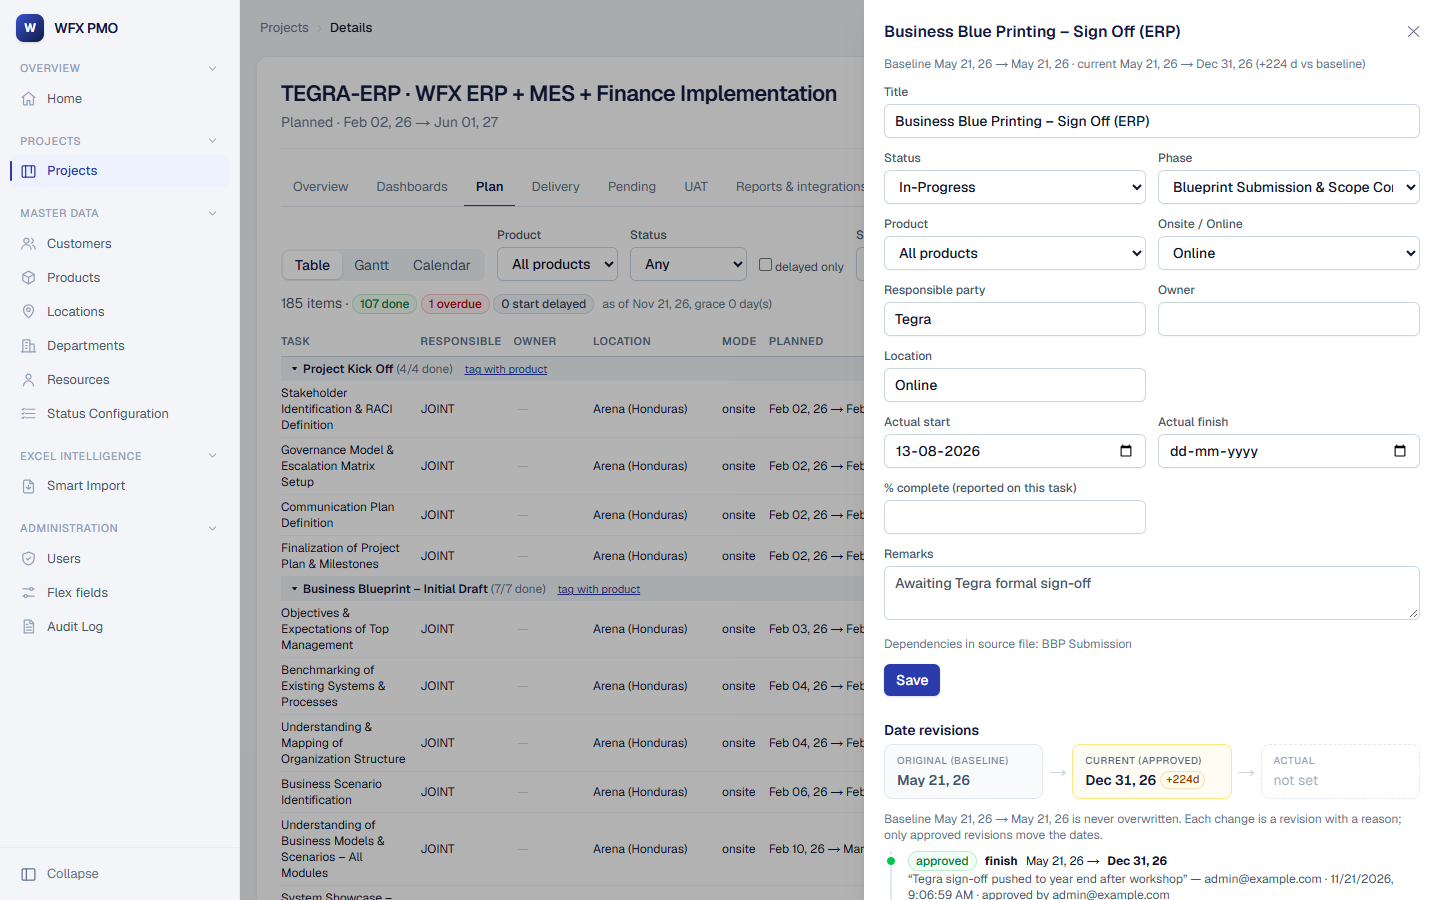 W WFX PMO
OVERVIEW
Home
PROJECTS
Projects
MASTER DATA
Customers
Products
Locations
Departments
Resources
Status Configuration
EXCEL INTELLIGENCE
Smart Import
ADMINISTRATION
Users
Flex fields
Audit Log
Collapse
Projects > Details
TEGRA-ERP · WFX ERP + MES + Finance Implementation
Planned · Feb 02, 26 → Jun 01, 27
Overview Dashboards Plan Delivery Pending UAT Reports & integrations
Product Status S
Table Gantt Calendar All products Any delayed only
185 items · 107 done 1 overdue 0 start delayed as of Nov 21, 26, grace 0 day(s)
TASK RESPONSIBLE OWNER LOCATION MODE PLANNED
Project Kick Off (4/4 done) tag with product
Stakeholder
Identification & RACI JOINT — Arena (Honduras) onsite Feb 02, 26 → Feb
Definition
Governance Model &
Escalation Matrix JOINT — Arena (Honduras) onsite Feb 02, 26 → Feb
Setup
Communication Plan JOINT — Arena (Honduras) onsite Feb 02, 26 → Feb
Definition
Finalization of Project JOINT — Arena (Honduras) onsite Feb 02, 26 → Feb
Plan & Milestones
Business Blueprint – Initial Draft (7/7 done) tag with product
Objectives &
Expectations of Top JOINT — Arena (Honduras) onsite Feb 03, 26 → Feb
Management
Benchmarking of
Existing Systems & JOINT — Arena (Honduras) onsite Feb 04, 26 → Feb
Processes
Understanding &
Mapping of JOINT — Arena (Honduras) onsite Feb 04, 26 → Feb
Organization Structure
Business Scenario JOINT — Arena (Honduras) onsite Feb 06, 26 → Feb
Identification
Understanding of
Business Models & JOINT — Arena (Honduras) onsite Feb 10, 26 → Mar
Scenarios – All
Modules
System Showcase –
Business Blue Printing – Sign Off (ERP)
Baseline May 21, 26 → May 21, 26 · current May 21, 26 → Dec 31, 26 (+224 d vs baseline)
Title
Business Blue Printing – Sign Off (ERP)
Status Phase
In-Progress Blueprint Submission & Scope Cor
Product Onsite / Online
All products Online
Responsible party Owner
Tegra
Location
Online
Actual start Actual finish
13-08-2026 dd-mm-yyyy
% complete (reported on this task)
Remarks
Awaiting Tegra formal sign-off
Dependencies in source file: BBP Submission
Save
Date revisions
ORIGINAL (BASELINE) CURRENT (APPROVED) ACTUAL
May 21, 26 → Dec 31, 26 +224d → not set
Baseline May 21, 26 → May 21, 26 is never overwritten. Each change is a revision with a reason;
only approved revisions move the dates.
approved finish May 21, 26 → Dec 31, 26
“Tegra sign-off pushed to year end after workshop” — admin@example.com · 11/21/2026,
9:06:59 AM · approved by admin@example.com